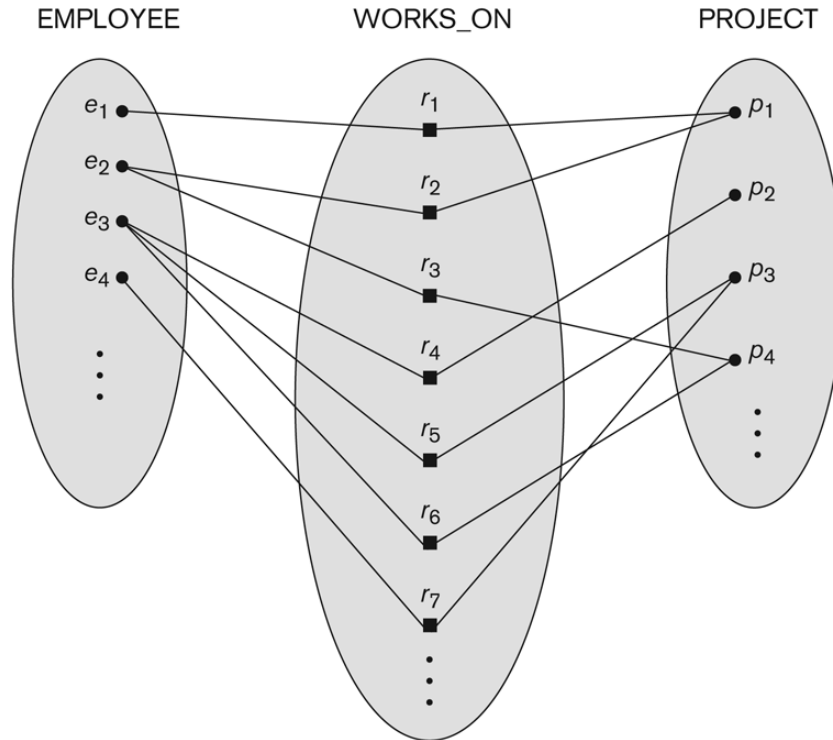 EMPLOYEE WORKS_ON PROJECT
e₁
e₂
e₃
e₄
r₁
r₂
r₃
r₄
r₅
r₆
r₇
p₁
p₂
p₃
p₄